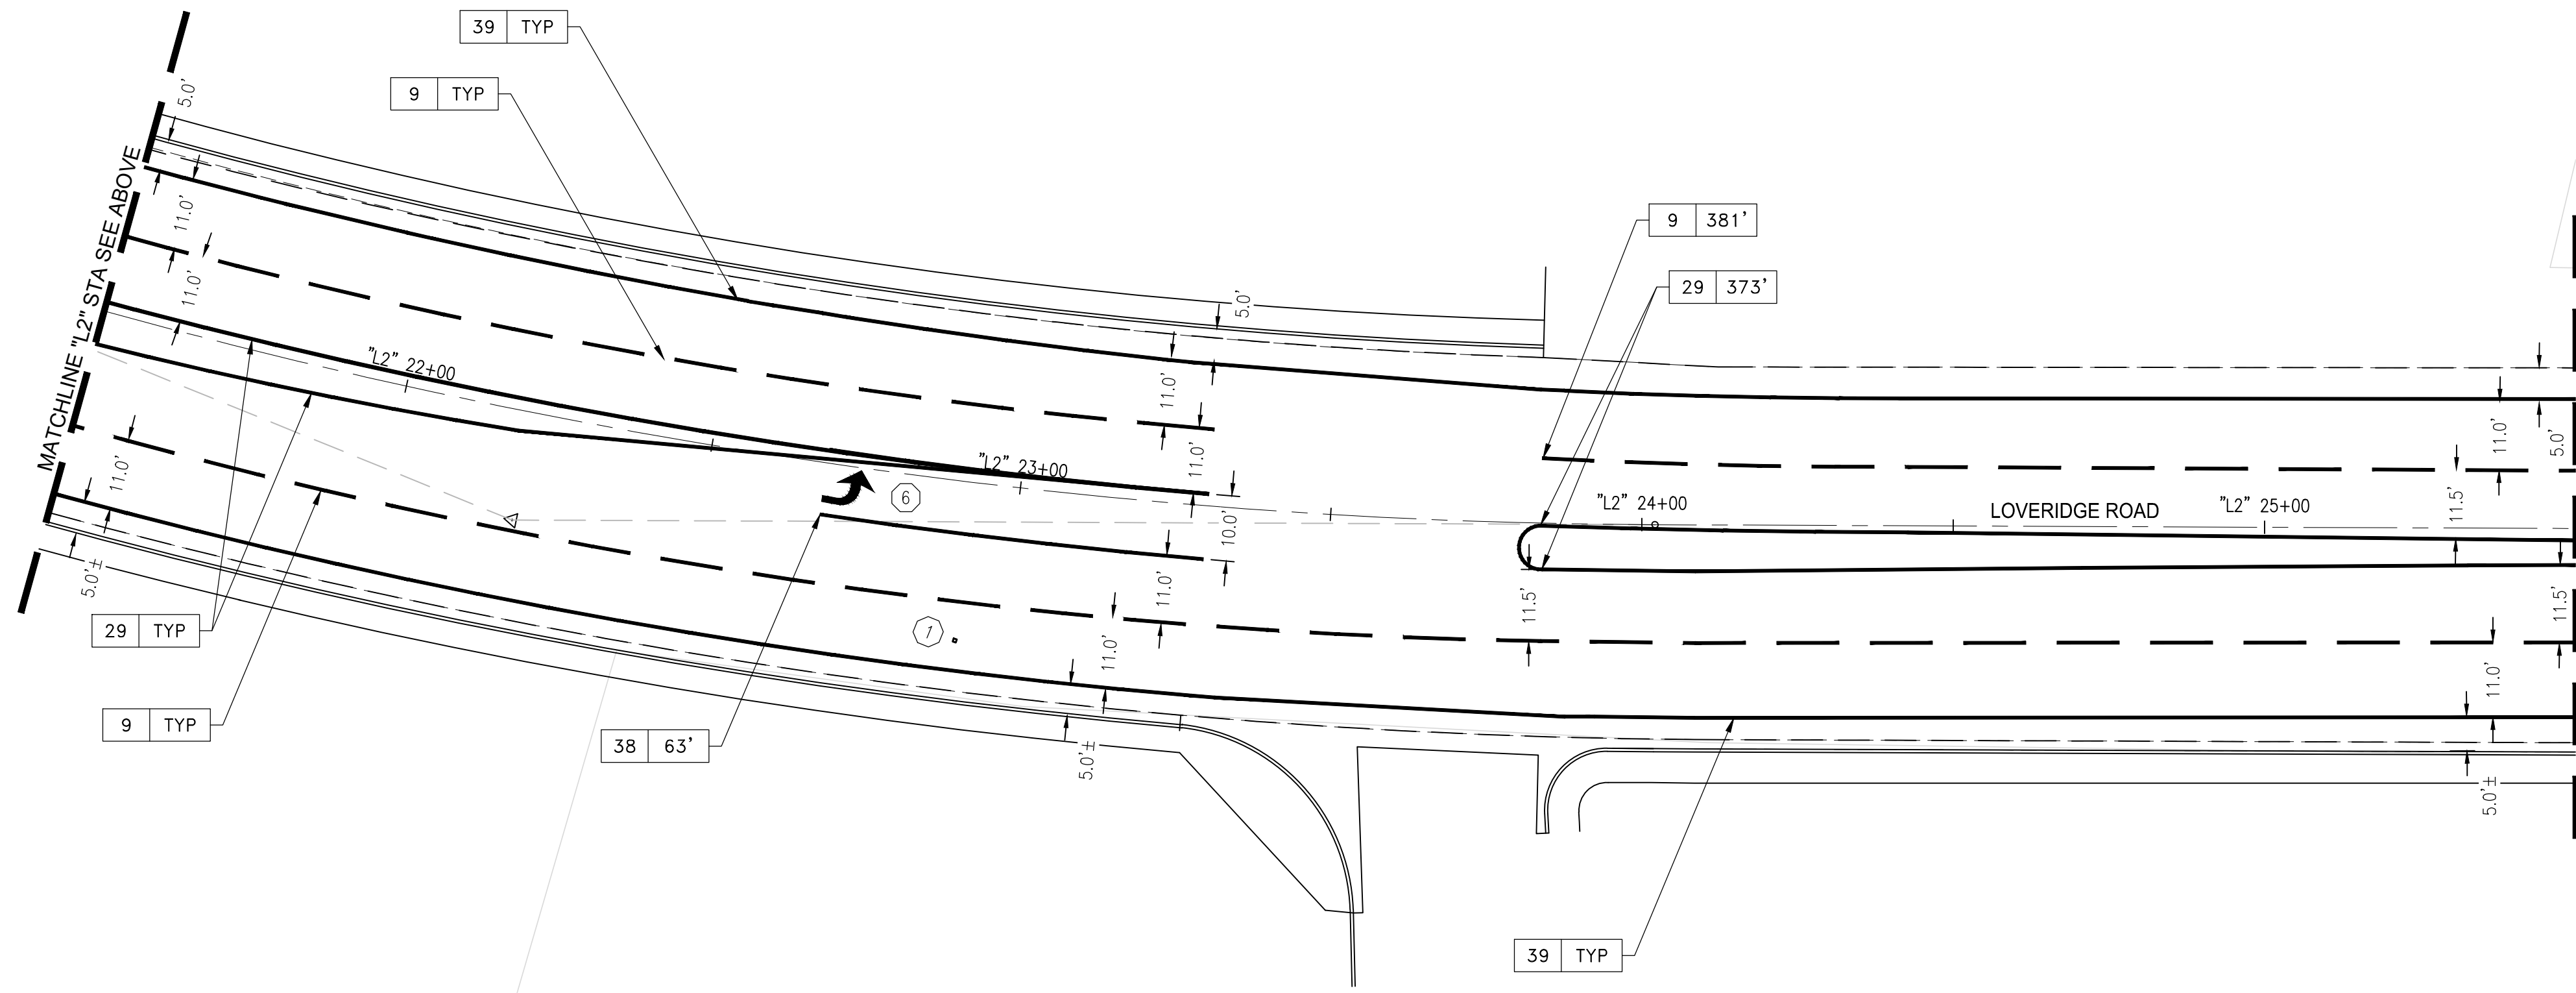 39 TYP
9 TYP
5.0'
MATCHLINE "L2" STA SEE ABOVE
11.0'
11.0'
"L2" 22+00
5.0'
9 381'
29 373'
11.0'
11.0'
"L2" 23+00
10.0'
6
"L2" 24+00
LOVERIDGE ROAD
"L2" 25+00
11.0'
5.0'
11.5'
11.0'
5.0'±
29 TYP
9 TYP
38 63'
1
11.0'
11.0'
5.0'±
11.5'
11.5'
11.0'
5.0'±
39 TYP